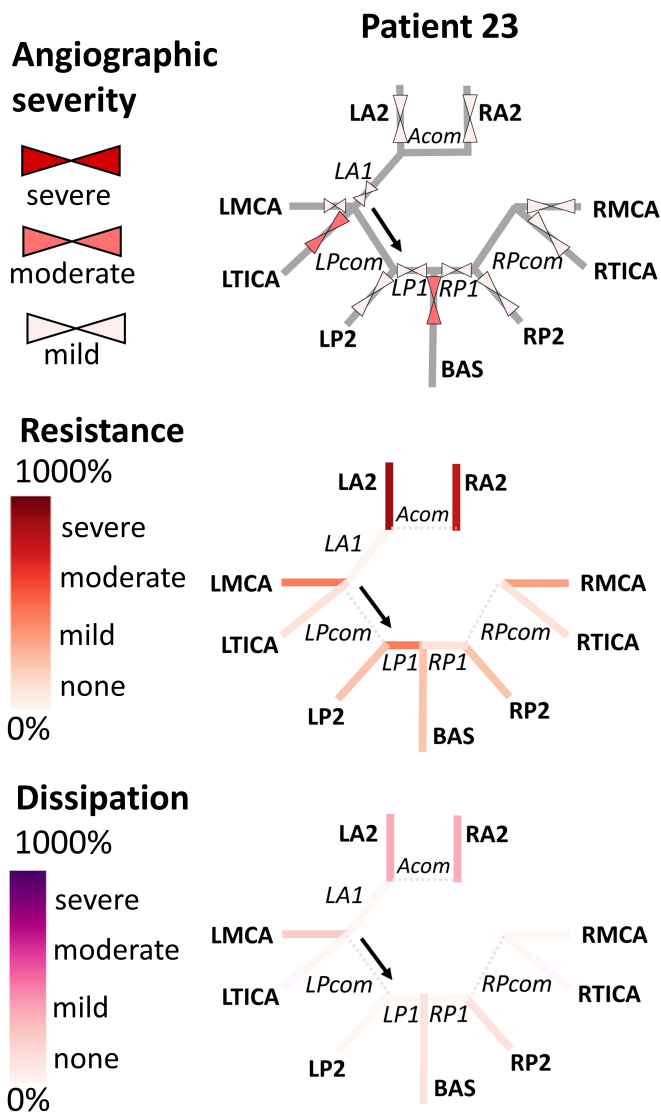 Patient 23
Angiographic
severity
severe
moderate
mild
LA2
RA2
Acom
LA1
LMCA
RMCA
LTICA
LPcom
RPcom
RTICA
LP1
RP1
LP2
RP2
BAS
Resistance
1000%
severe
moderate
mild
none
0%
LA2
RA2
Acom
LA1
LMCA
RMCA
LTICA
LPcom
RPcom
RTICA
LP1
RP1
LP2
RP2
BAS
Dissipation
1000%
severe
moderate
mild
none
0%
LA2
RA2
Acom
LA1
LMCA
RMCA
LTICA
LPcom
RPcom
RTICA
LP1
RP1
LP2
RP2
BAS